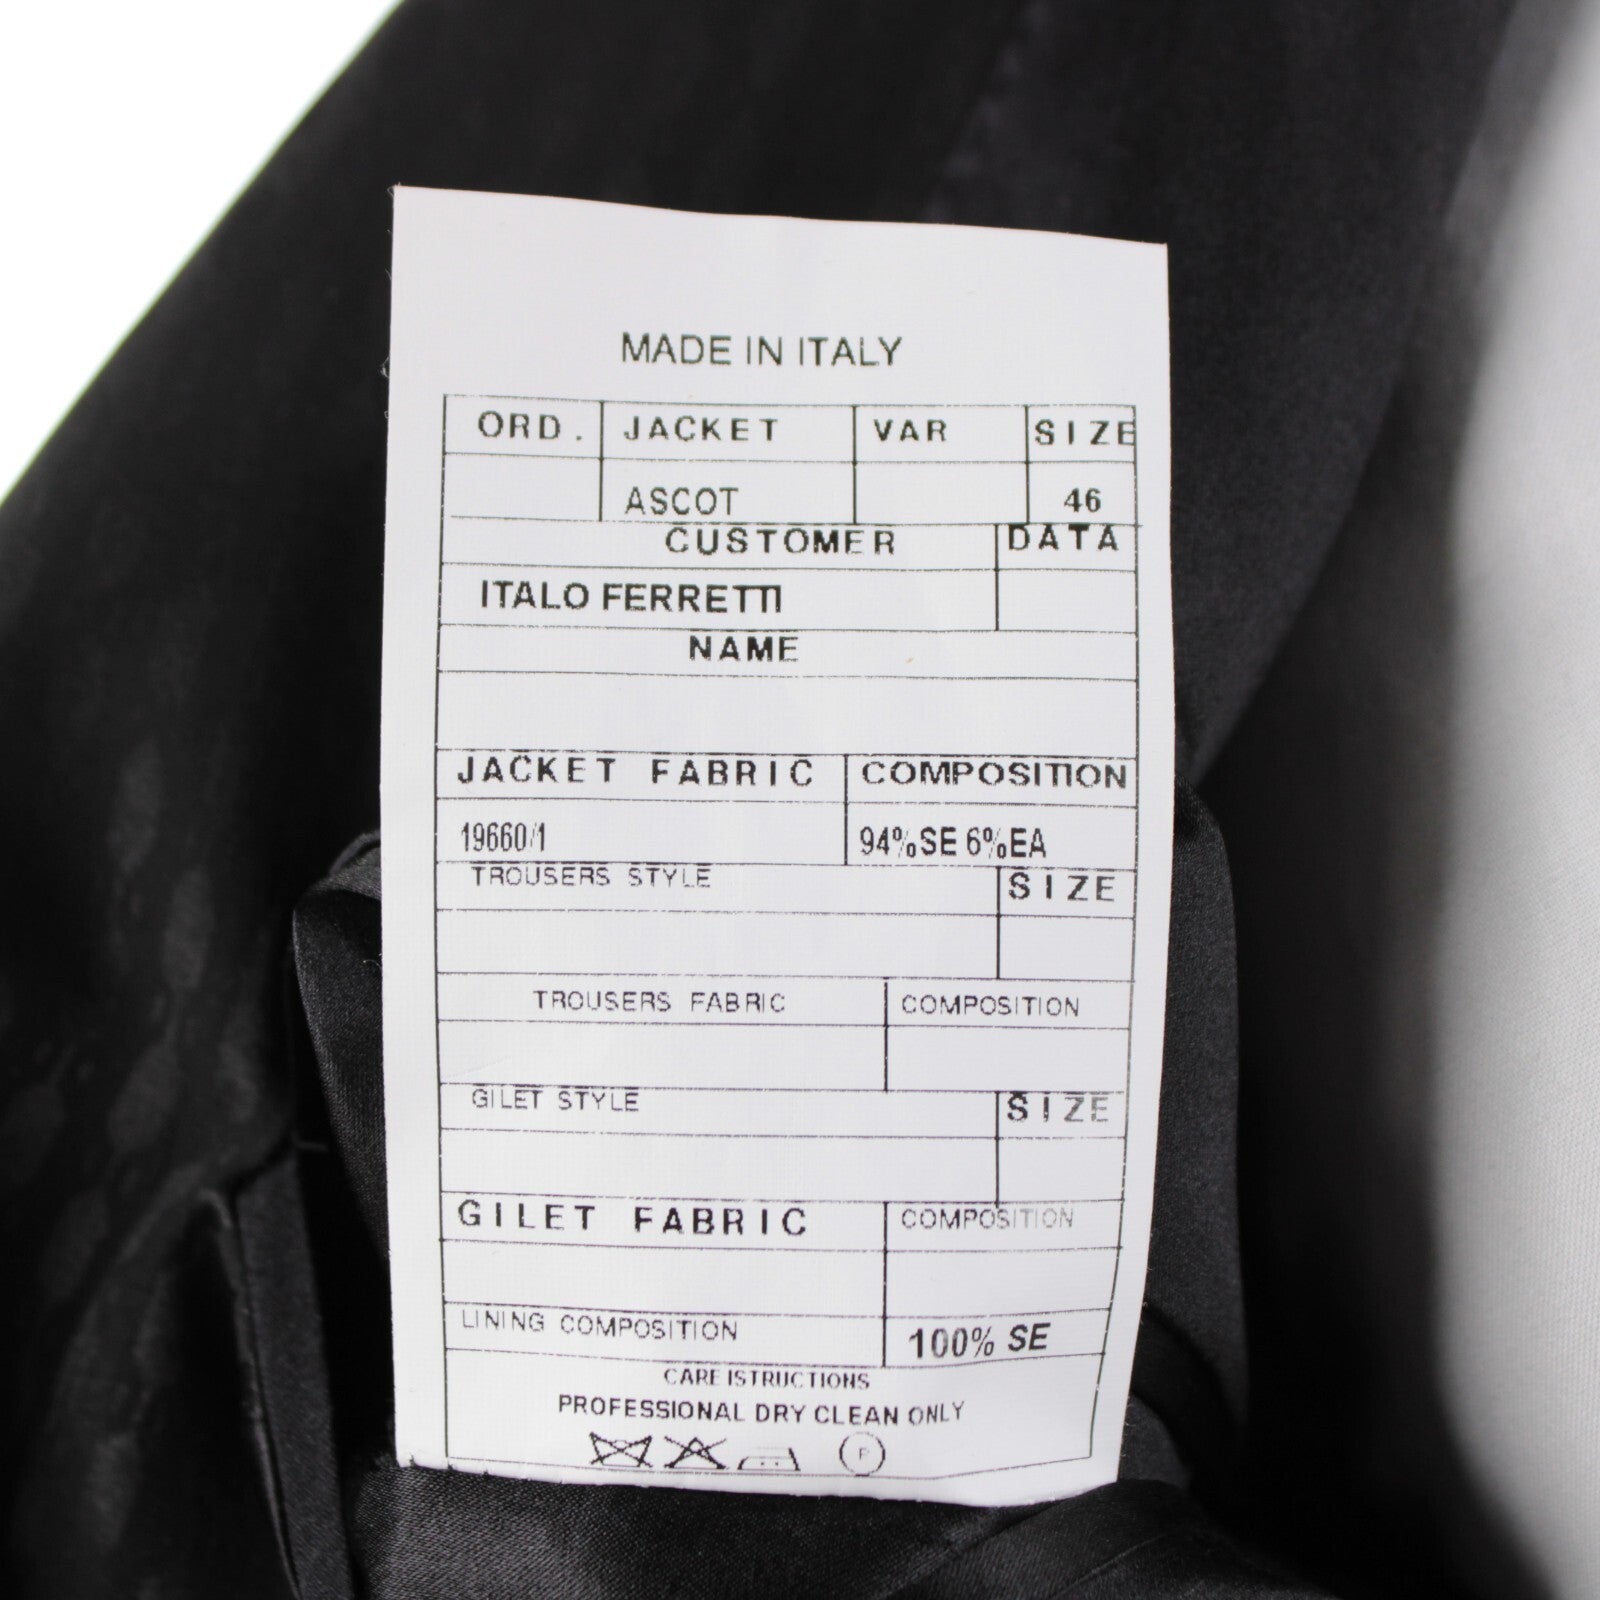 MADE IN ITALY
ORD. JACKET VAR SIZE
ASCOT 46
CUSTOMER DATA
ITALO FERRETTI
NAME
JACKET FABRIC COMPOSITION
19660/1 94%SE 6%EA
TROUSERS STYLE SIZE
TROUSERS FABRIC COMPOSITION
GILET STYLE SIZE
GILET FABRIC COMPOSITION
LINING COMPOSITION 100% SE
CARE ISTRUCTIONS
PROFESSIONAL DRY CLEAN ONLY
P